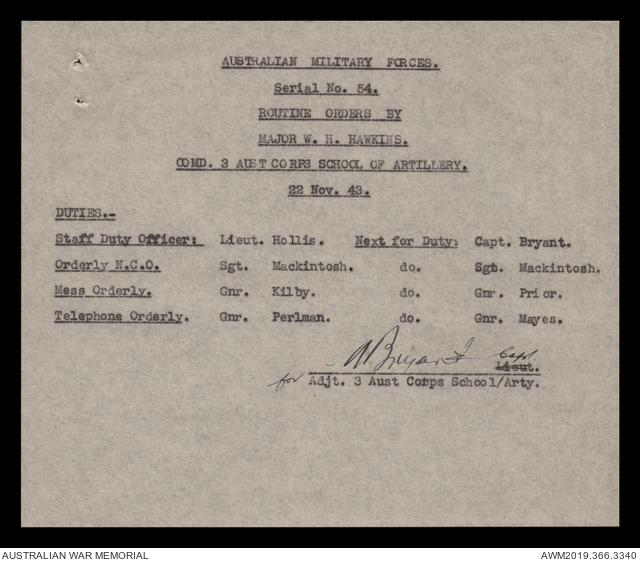 AUSTRALIAN MILITARY FORCES.
Serial No. 54.
ROUTINE ORDERS BY
MAJOR W. H. HAWKINS.
COMD. 3 AUST CORPS SCHOOL OF ARTILLERY.
22 Nov. 43.
DUTIES.-
Staff Duty Officer: Lieut. Hollis. Next for Duty: Capt. Bryant.
Orderly N.C.O. Sgt. Mackintosh. do. Sgt. Mackintosh.
Mess Orderly. Gnr. Kilby. do. Gnr. Prior.
Telephone Orderly. Gnr. Perlman. do. Gnr. Mayes.
Bryant Capt.
Lieut.
for Adjt. 3 Aust Corps School/Arty.
AUSTRALIAN WAR MEMORIAL AWM2019.366.3340